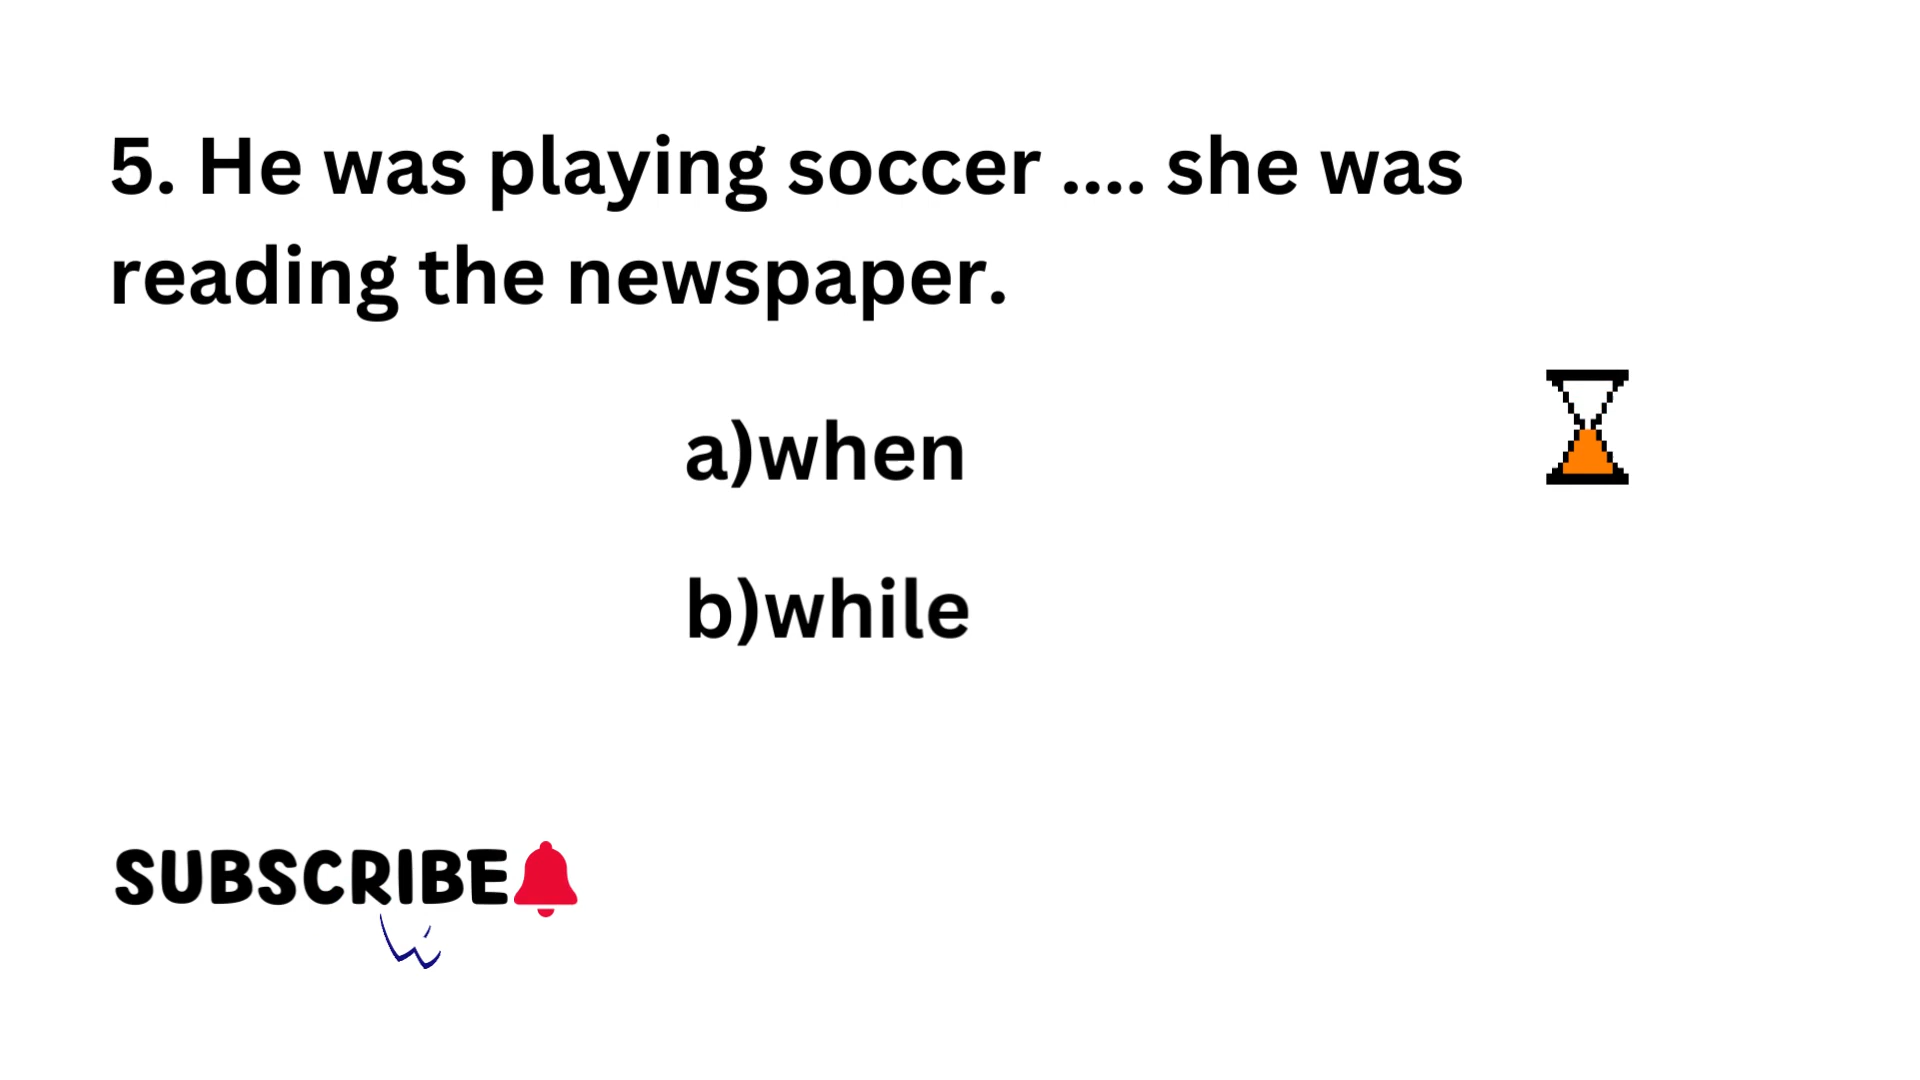 5. He was playing soccer .... she was
reading the newspaper.
a)when
b)while
SUBSCRIBE